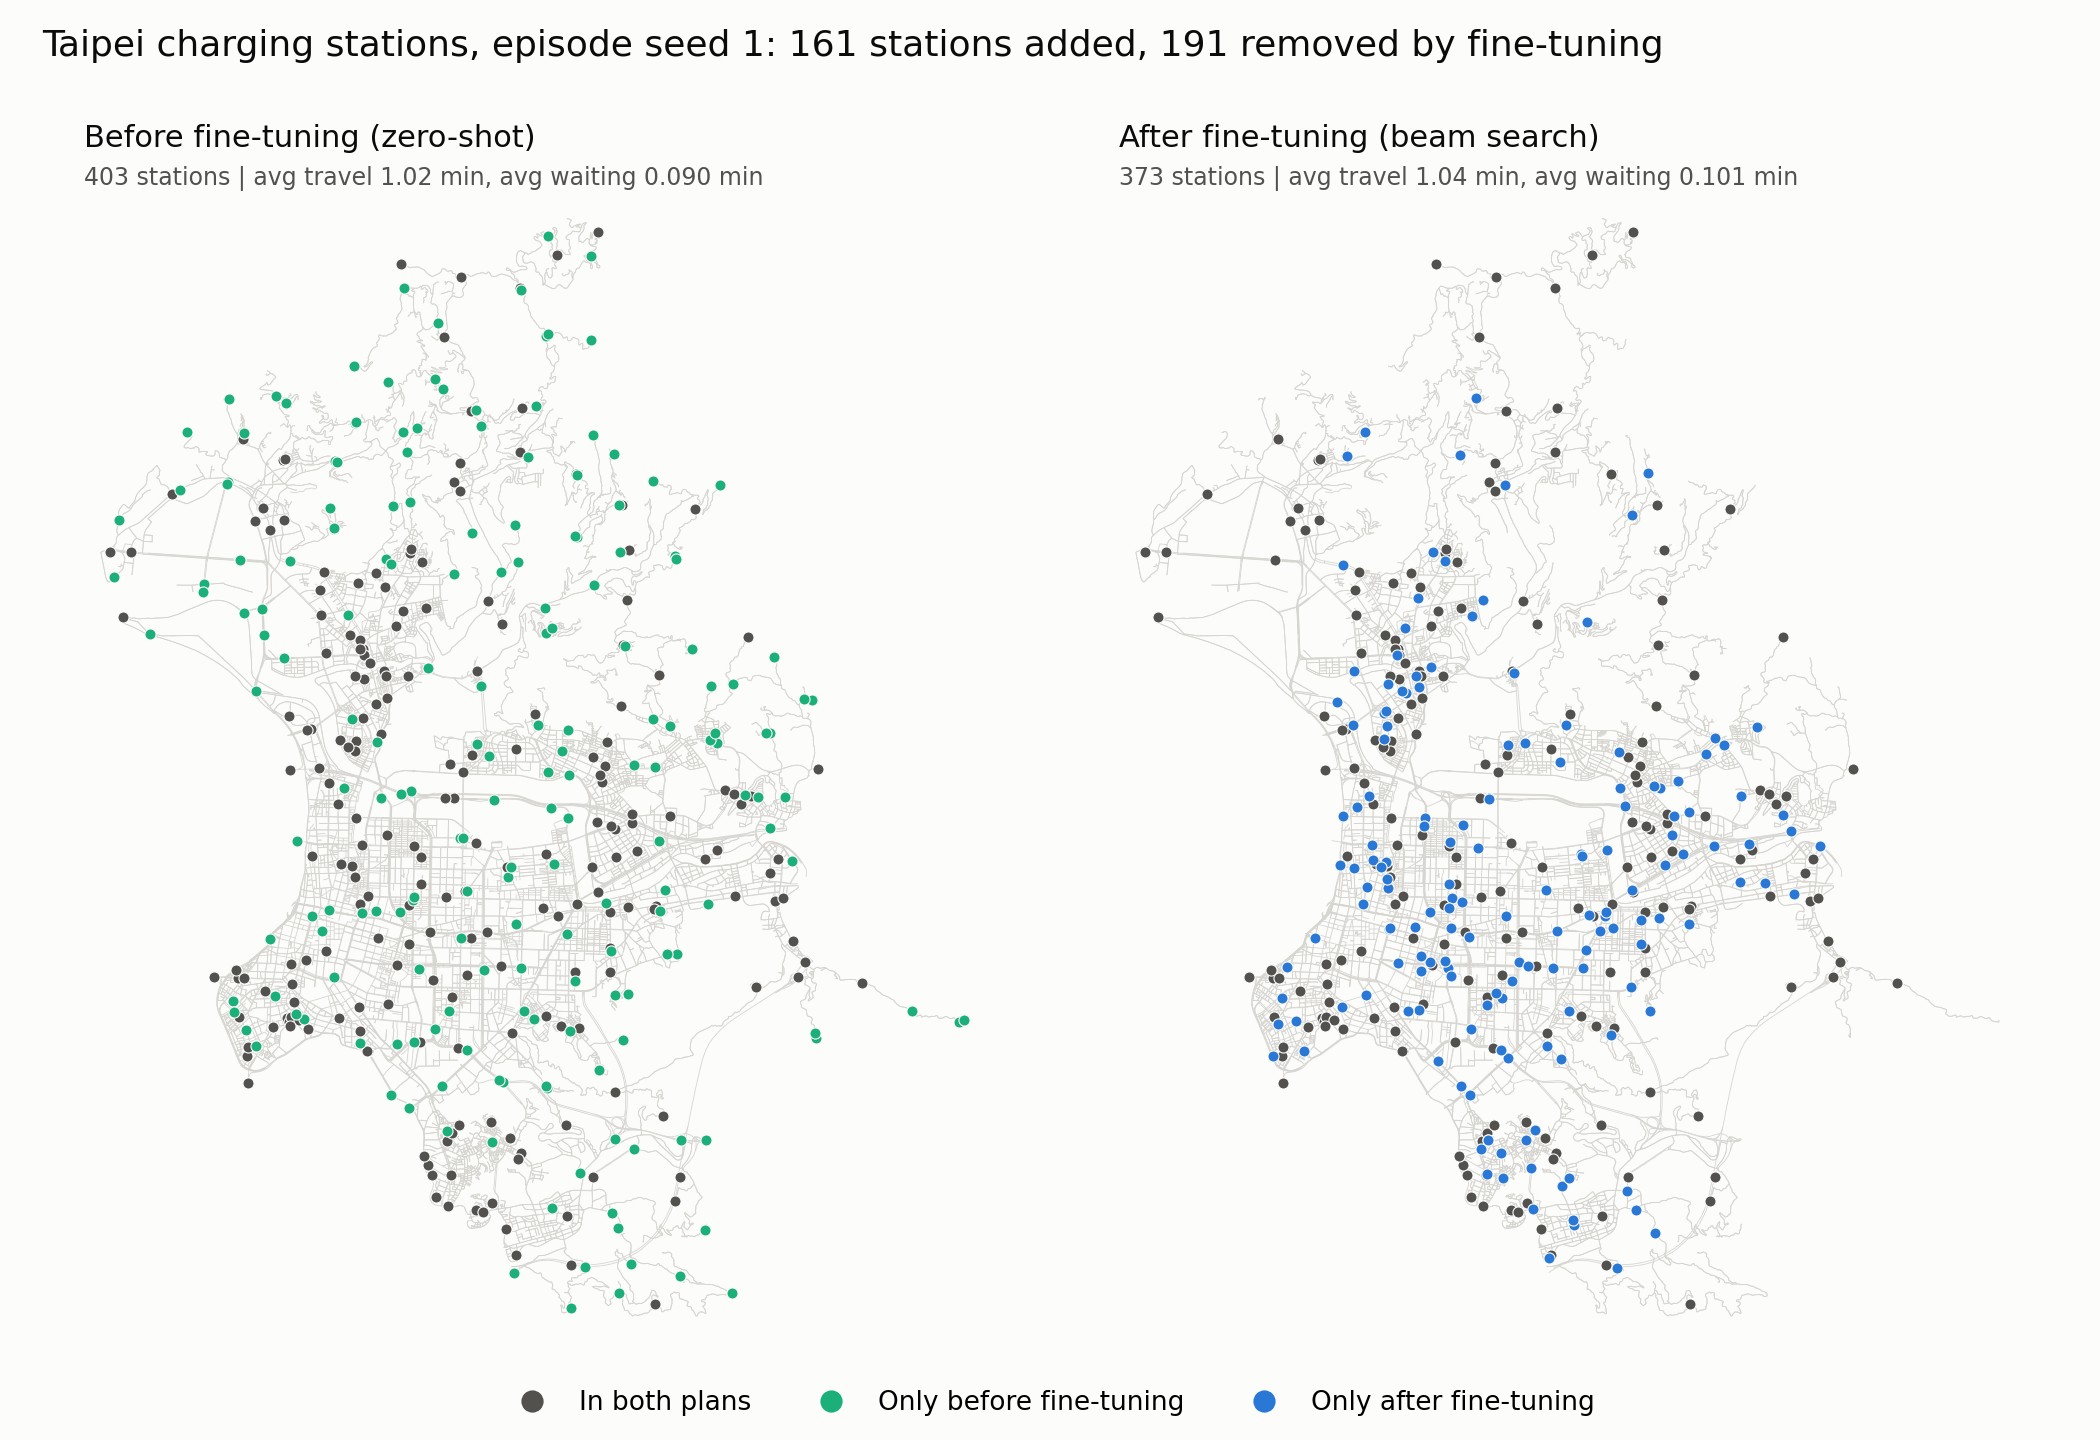 Taipei charging stations, episode seed 1: 161 stations added, 191 removed by fine-tuning
Before fine-tuning (zero-shot)
403 stations | avg travel 1.02 min, avg waiting 0.090 min
After fine-tuning (beam search)
373 stations | avg travel 1.04 min, avg waiting 0.101 min
In both plans
Only before fine-tuning
Only after fine-tuning